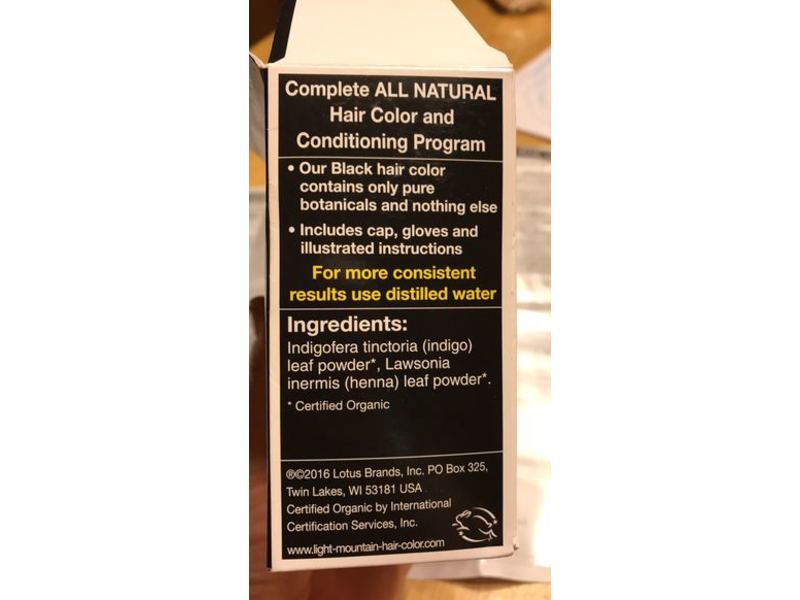 Complete ALL NATURAL
Hair Color and
Conditioning Program
• Our Black hair color
contains only pure
botanicals and nothing else
• Includes cap, gloves and
illustrated instructions
For more consistent
results use distilled water
Ingredients:
Indigofera tinctoria (indigo)
leaf powder*, Lawsonia
inermis (henna) leaf powder*.
* Certified Organic
®©2016 Lotus Brands, Inc. PO Box 325,
Twin Lakes, WI 53181 USA
Certified Organic by International
Certification Services, Inc.
www.light-mountain-hair-color.com